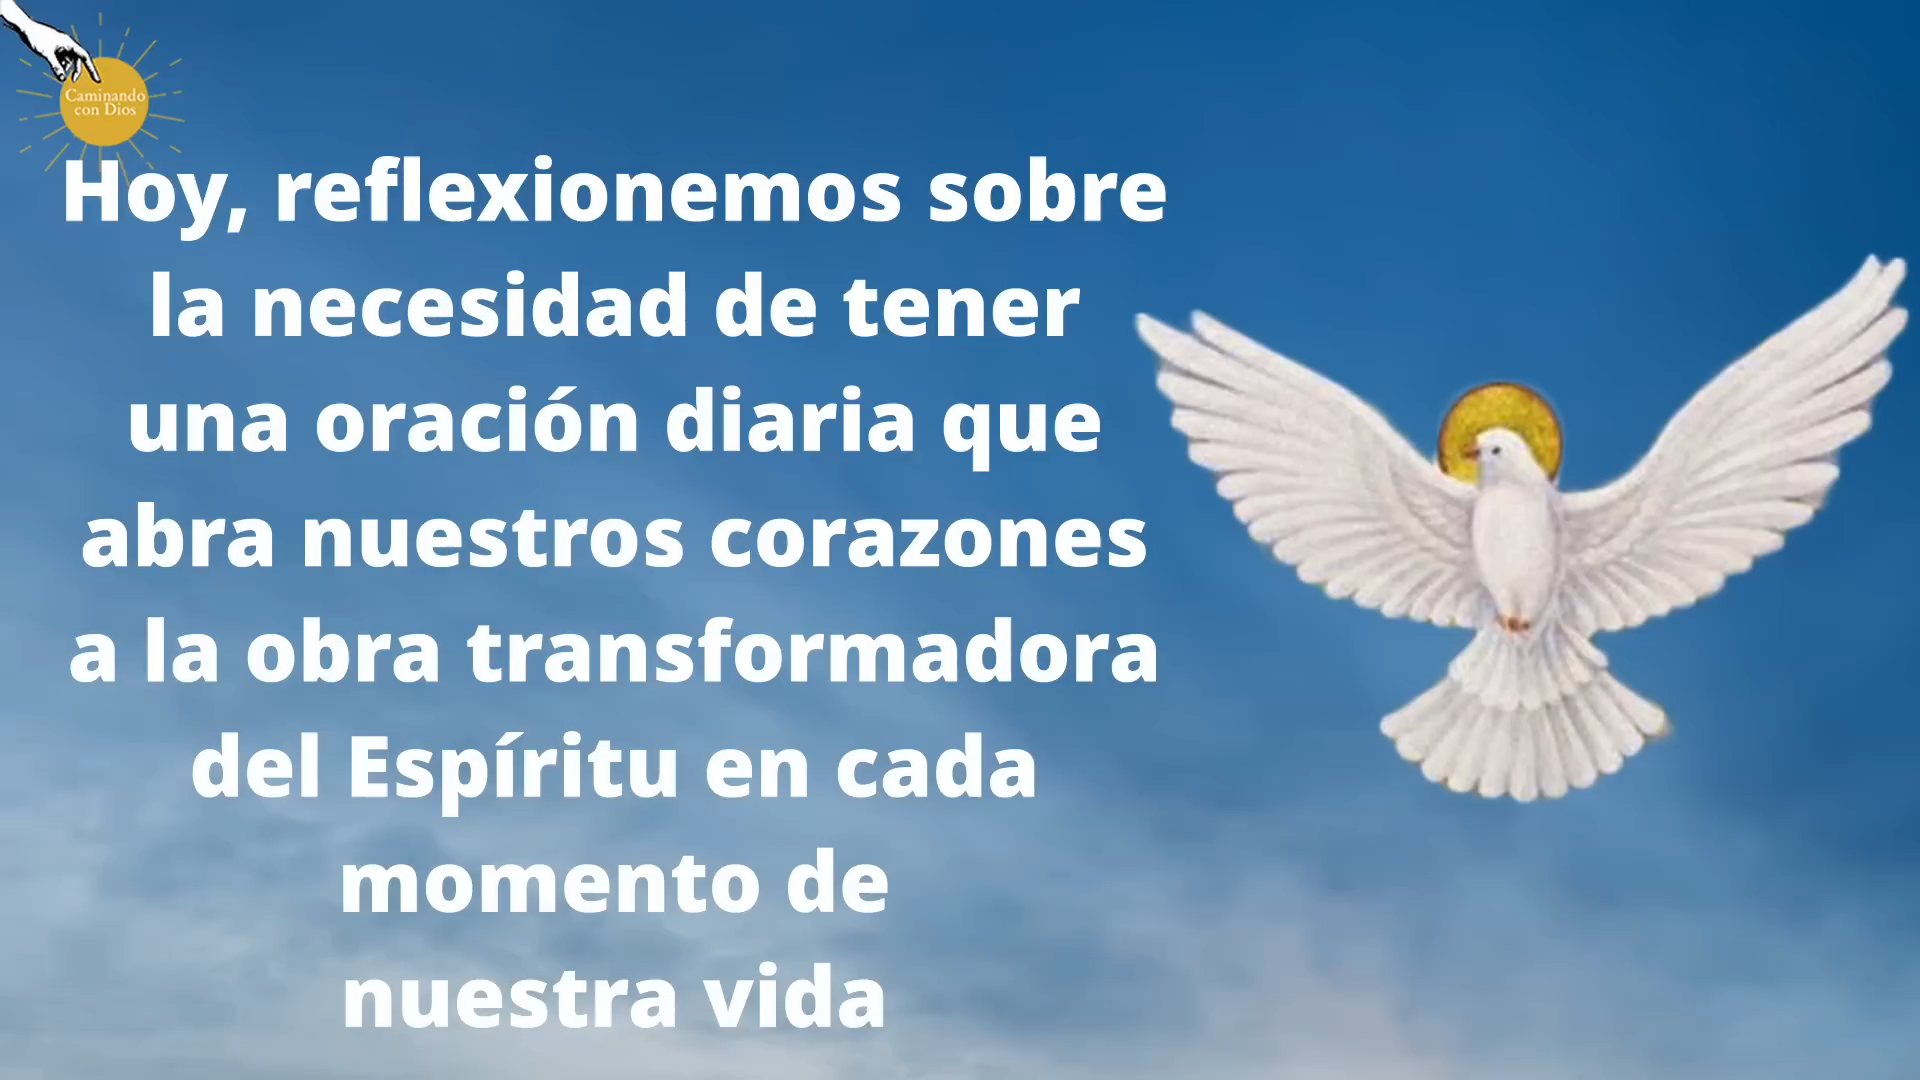 Caminando
con Dios
Hoy, reflexionemos sobre
la necesidad de tener
una oración diaria que
abra nuestros corazones
a la obra transformadora
del Espíritu en cada
momento de
nuestra vida